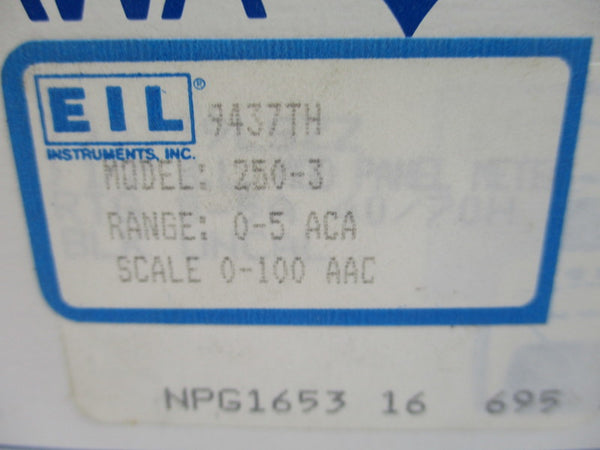 EIL®
INSTRUMENTS, INC.
9437TH
MODEL: 250-3
RANGE: 0-5 ACA
SCALE 0-100 AAC
NPG1653 16 695